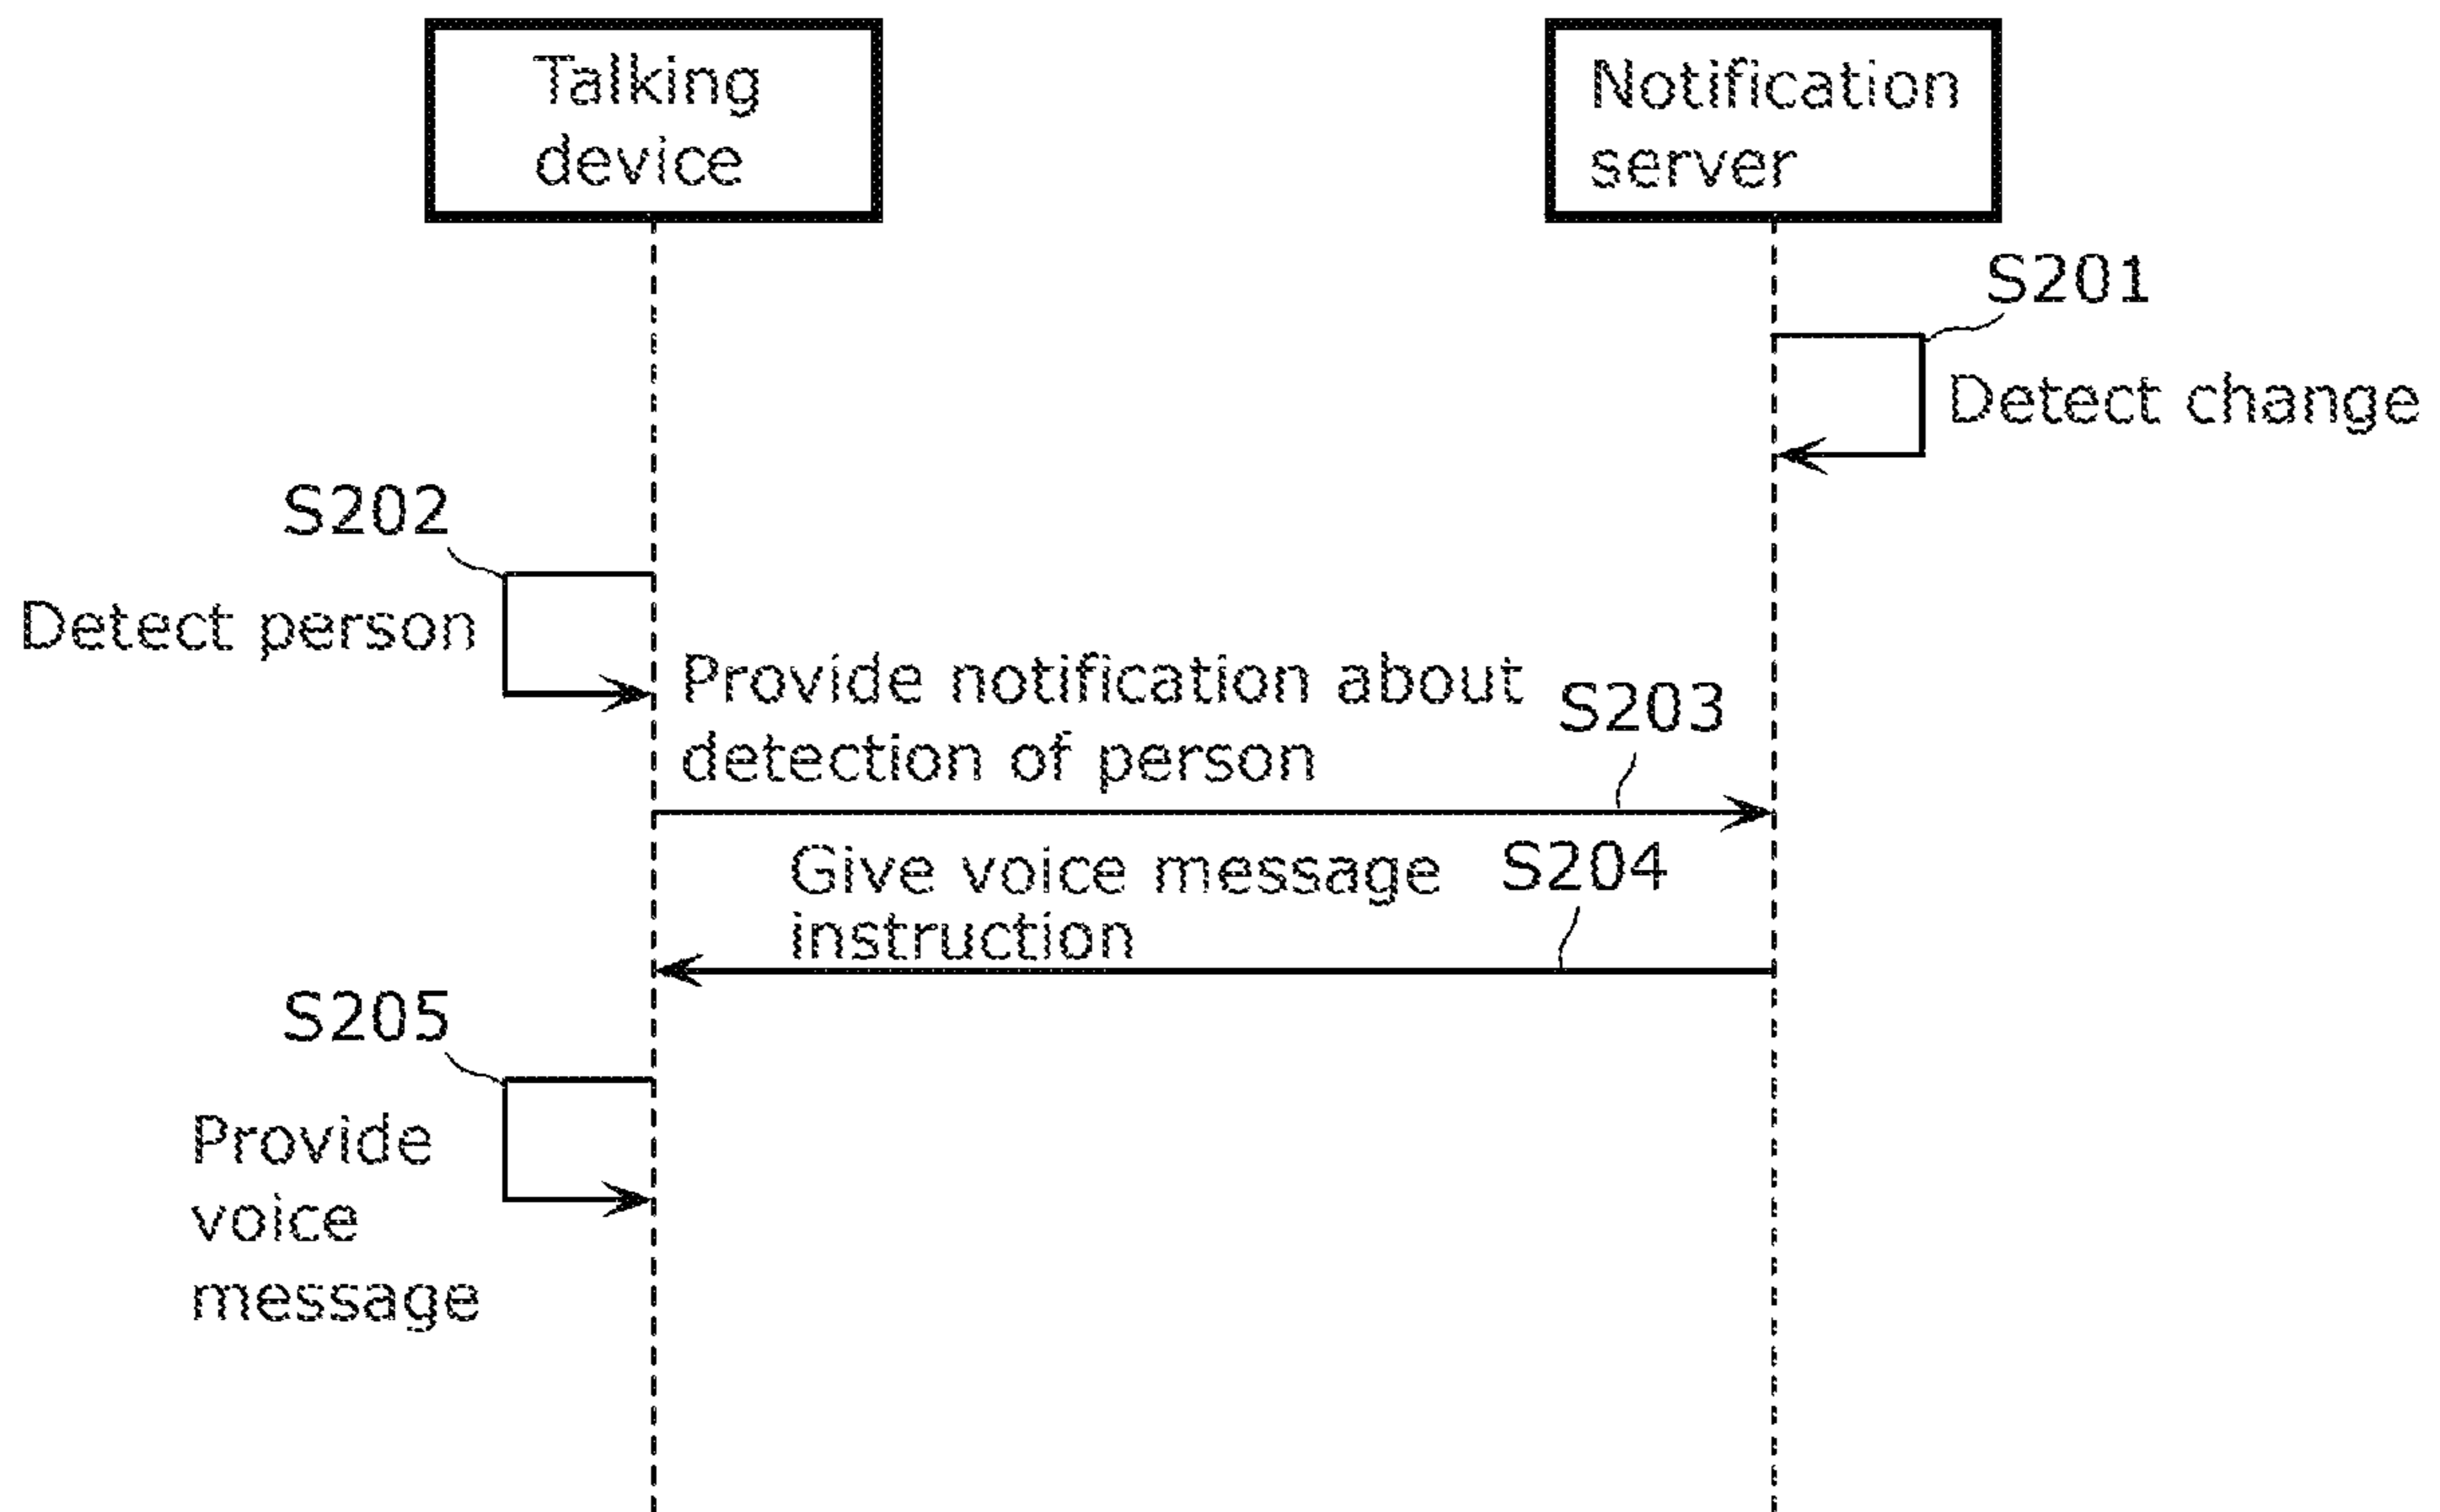 Talking
device
Notification
server
S201
Detect change
S202
Detect person
Provide notification about
detection of person
S203
Give voice message
instruction
S204
S205
Provide
voice
message